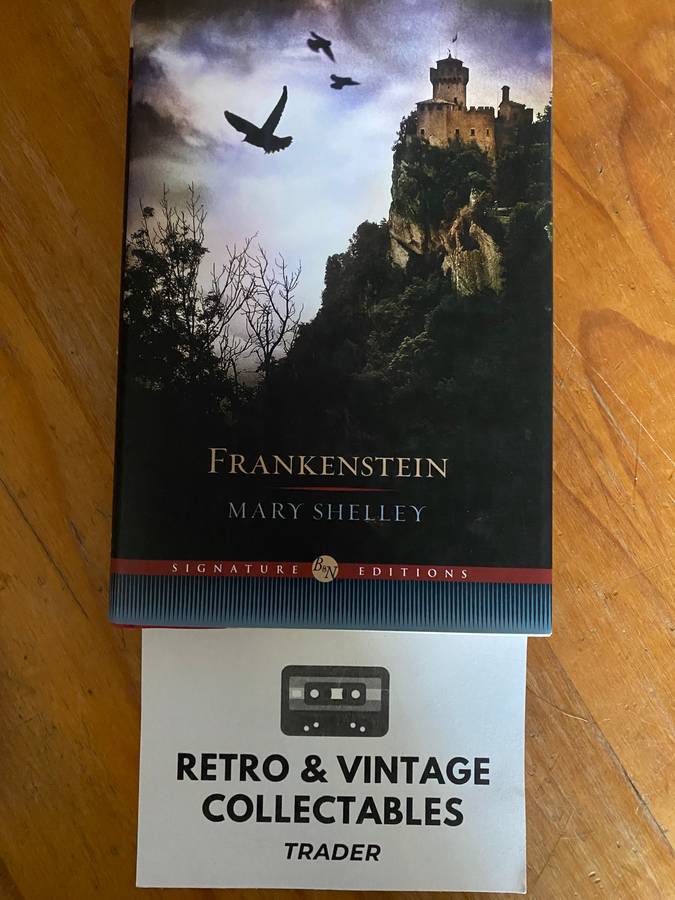 FRANKENSTEIN
MARY SHELLEY
SIGNATURE B&N EDITIONS
RETRO & VINTAGE
COLLECTABLES
TRADER